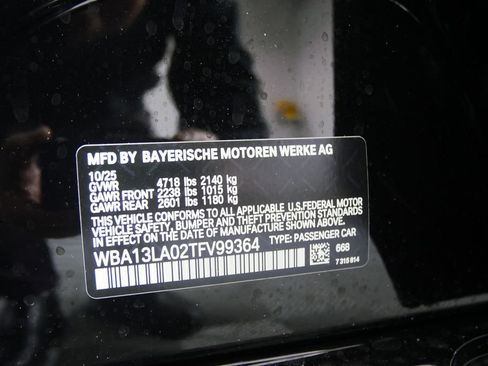 MFD BY BAYERISCHE MOTOREN WERKE AG
10/25
GVWR 4718 lbs 2140 kg
GAWR FRONT 2238 lbs 1015 kg
GAWR REAR 2601 lbs 1180 kg
THIS VEHICLE CONFORMS TO ALL APPLICABLE U.S.FEDERAL MOTOR
VEHICLE SAFETY, BUMPER AND THEFT PREVENTION STANDARDS
IN EFFECT ON THE DATE OF MANUFACTURE SHOWN ABOVE.
WBA13LA02TFV99364 TYPE: PASSENGER CAR
668
7 315 814